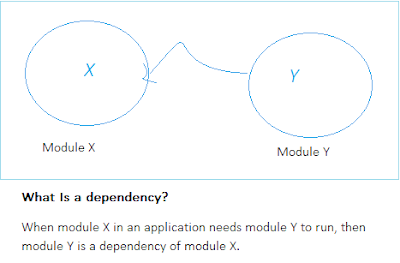 X
Y
Module X
Module Y
What Is a dependency?
When module X in an application needs module Y to run, then
module Y is a dependency of module X.